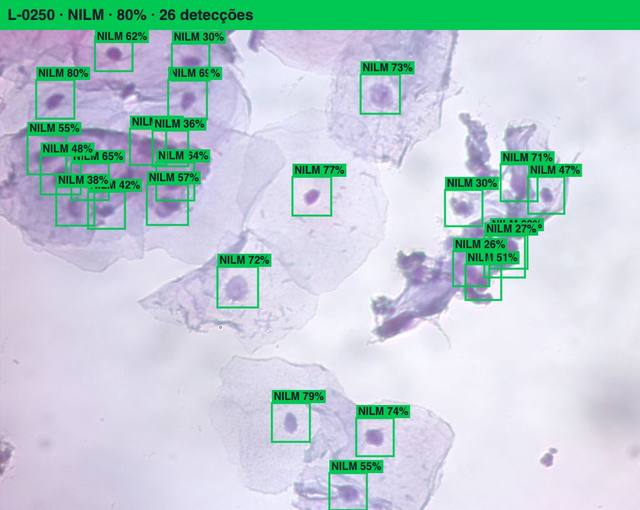 L-0250 · NILM · 80% · 26 detecções
NILM 62%
NILM 30%
NILM 80%
NILM 69%
NILM 73%
NILM 55%
NILM 36%
NILM 48%
NILM 65%
NILM 64%
NILM 38%
NILM 42%
NILM 57%
NILM 77%
NILM 71%
NILM 47%
NILM 30%
NILM 27%
NILM 26%
NILM 51%
NILM 72%
NILM 79%
NILM 74%
NILM 55%